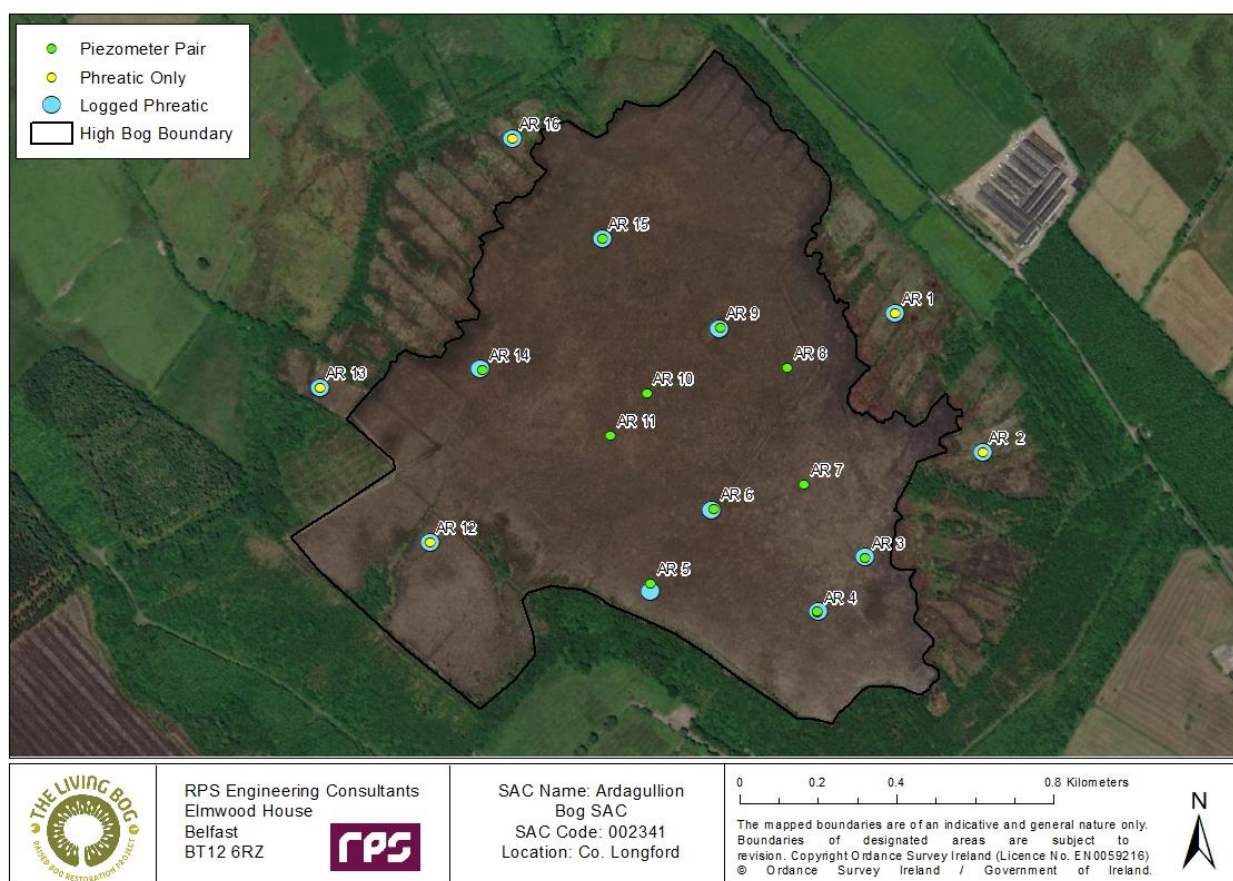 Piezometer Pair
Phreatic Only
Logged Phreatic
High Bog Boundary
AR 16
AR 15
AR 1
AR 9
AR 8
AR 14
AR 13
AR 10
AR 11
AR 2
AR 7
AR 6
AR 12
AR 3
AR 5
AR 4
THE LIVING BOG
RAISED BOG RESTORATION PROJECT
RPS Engineering Consultants
Elmwood House
Belfast
BT12 6RZ
rps
SAC Name: Ardagullion
Bog SAC
SAC Code: 002341
Location: Co. Longford
0 0.2 0.4 0.8 Kilometers
The mapped boundaries are of an indicative and general nature only.
Boundaries of designated areas are subject to
revision. Copyright Ordance Survey Ireland (Licence No. EN0059216)
© Ordance Survey Ireland / Government of Ireland.
N